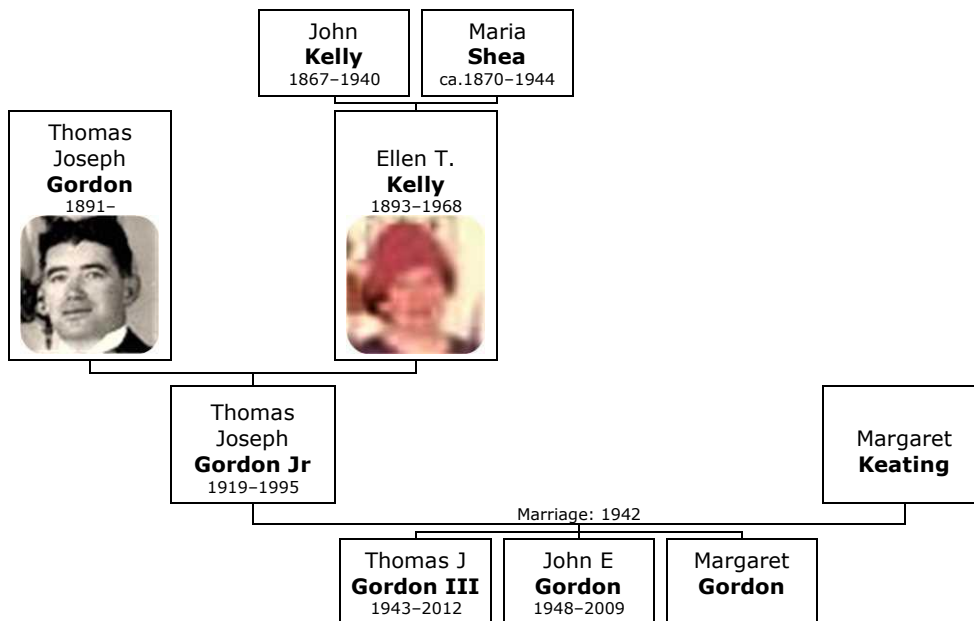 John
Kelly
1867–1940
Maria
Shea
ca.1870–1944
Thomas
Joseph
Gordon
1891–
Ellen T.
Kelly
1893–1968
Thomas
Joseph
Gordon Jr
1919–1995
Margaret
Keating
Marriage: 1942
Thomas J
Gordon III
1943–2012
John E
Gordon
1948–2009
Margaret
Gordon